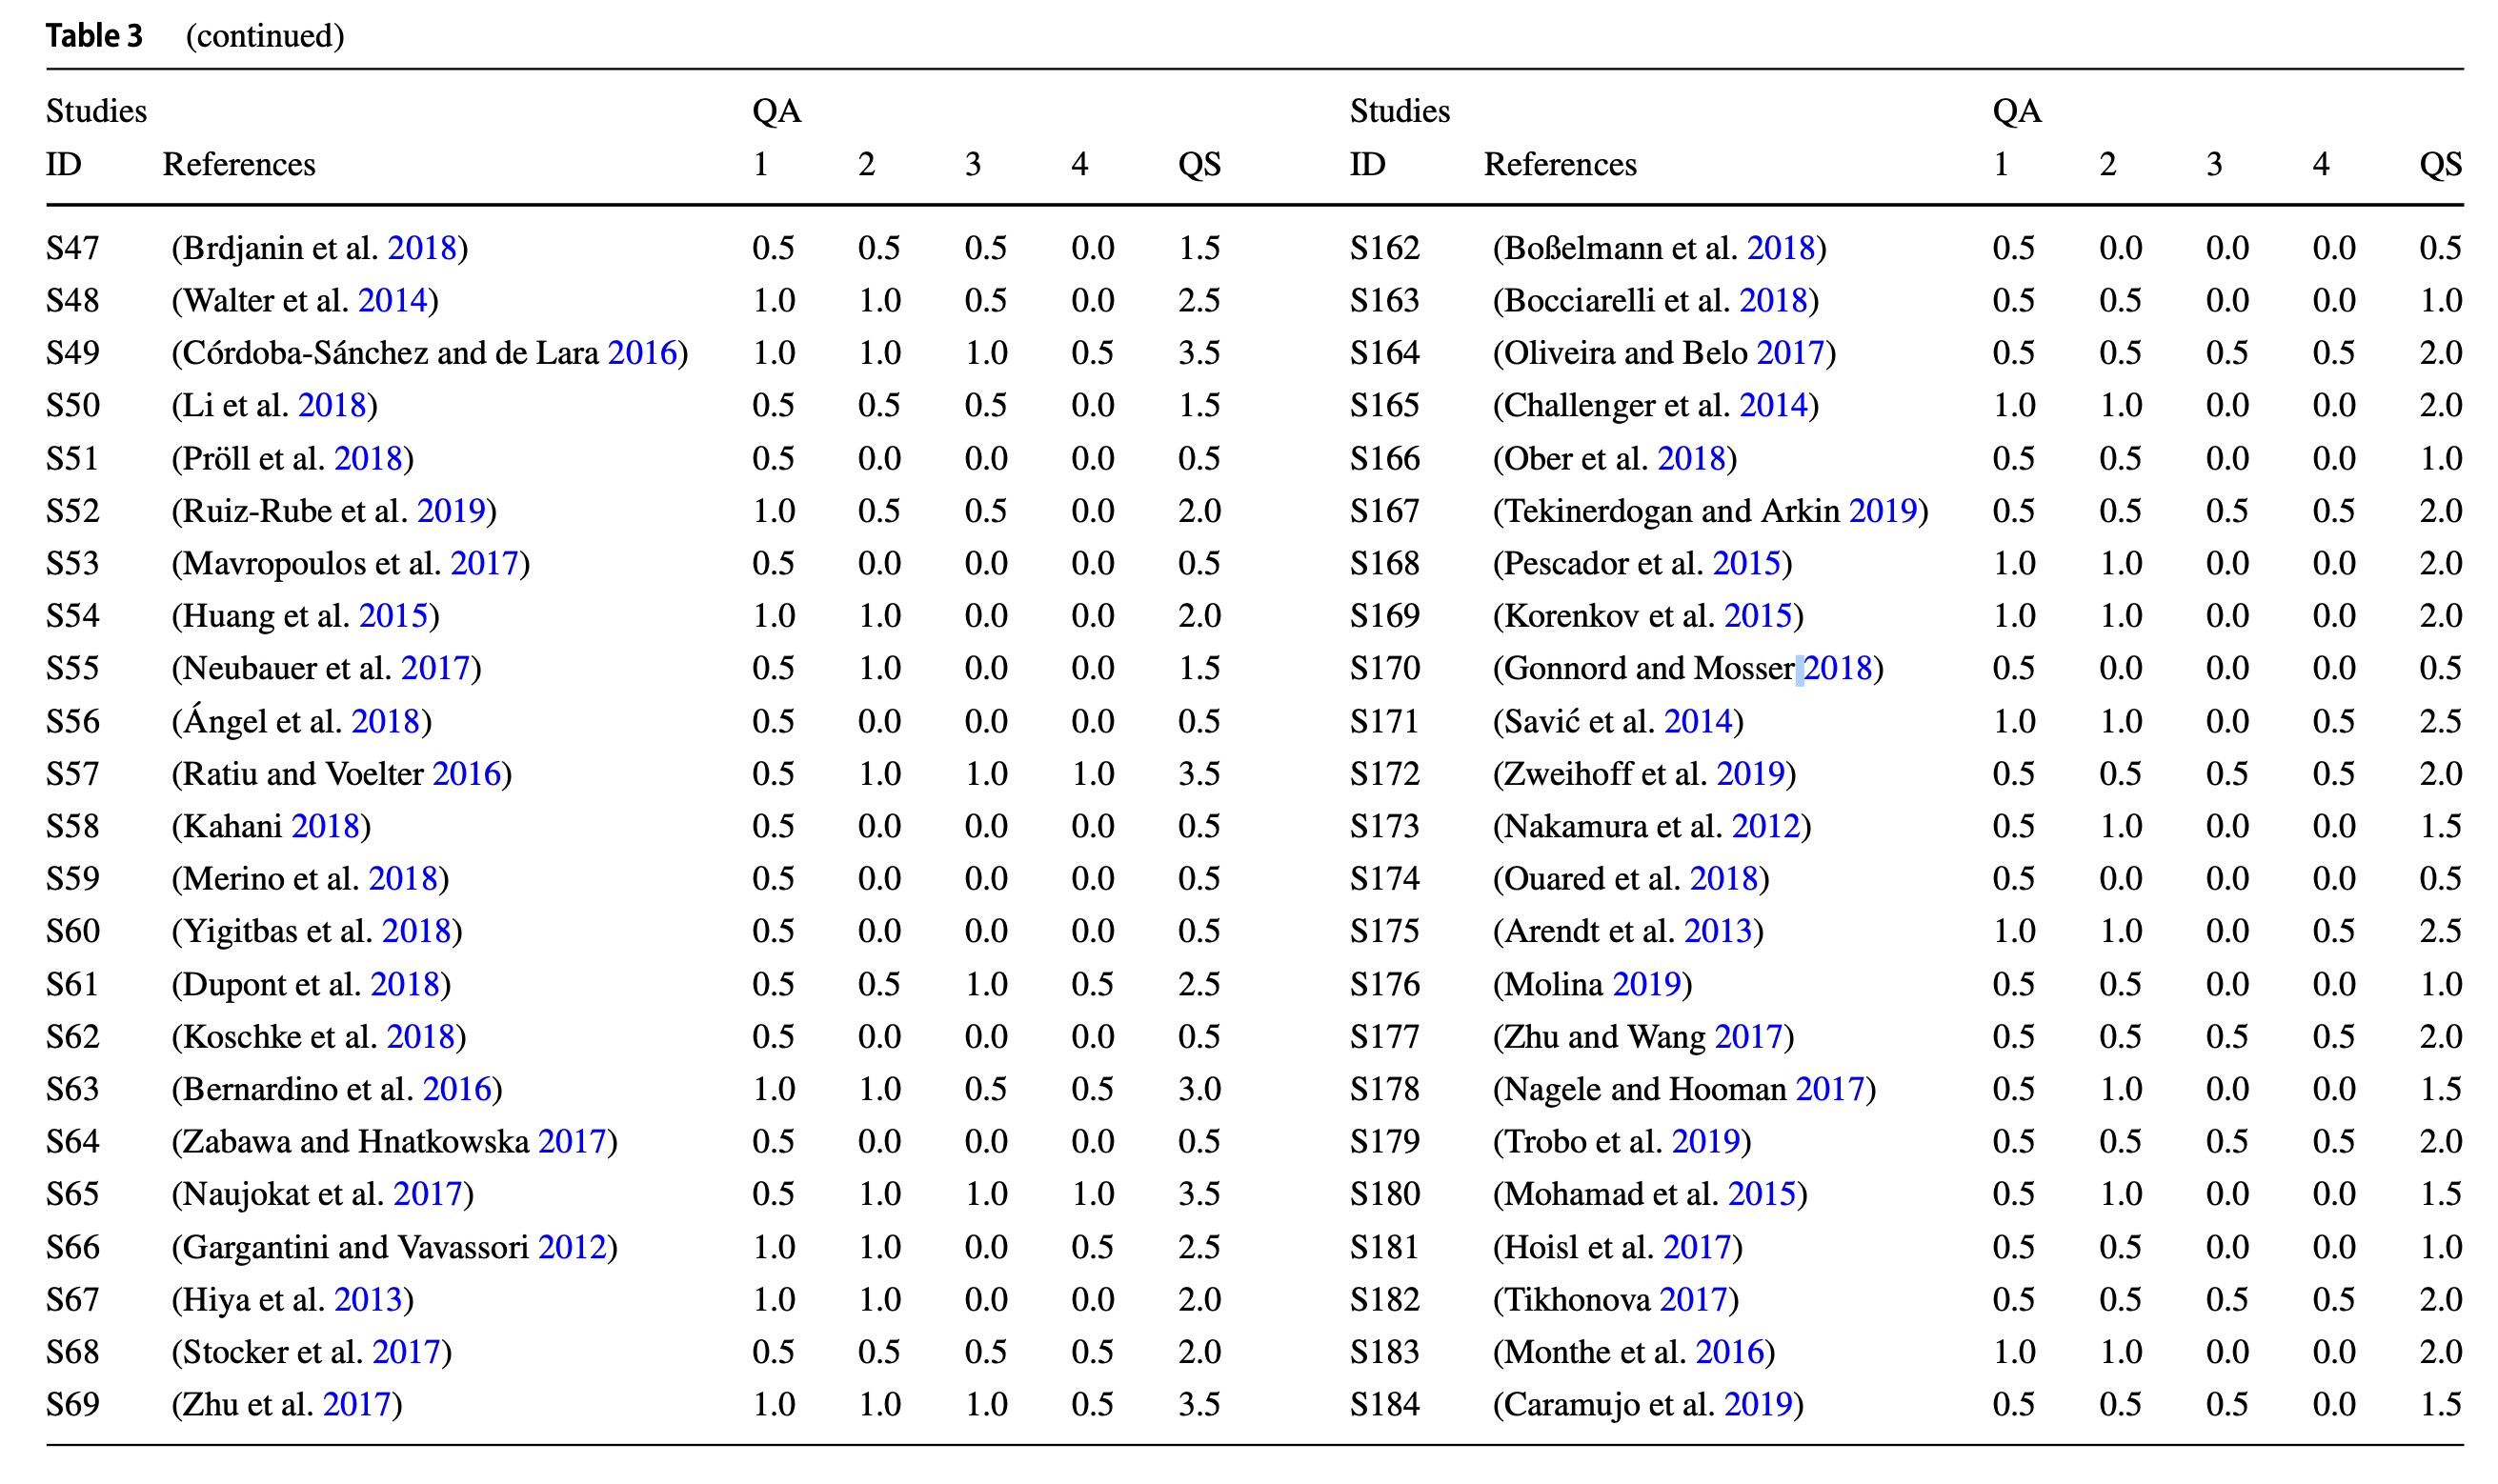 Table 3 (continued)
Studies QA Studies QA
ID References 1 2 3 4 QS ID References 1 2 3 4 QS
S47 (Brdjanin et al. 2018) 0.5 0.5 0.5 0.0 1.5 S162 (Boßelmann et al. 2018) 0.5 0.0 0.0 0.0 0.5
S48 (Walter et al. 2014) 1.0 1.0 0.5 0.0 2.5 S163 (Bocciarelli et al. 2018) 0.5 0.5 0.0 0.0 1.0
S49 (Córdoba-Sánchez and de Lara 2016) 1.0 1.0 1.0 0.5 3.5 S164 (Oliveira and Belo 2017) 0.5 0.5 0.5 0.5 2.0
S50 (Li et al. 2018) 0.5 0.5 0.5 0.0 1.5 S165 (Challenger et al. 2014) 1.0 1.0 0.0 0.0 2.0
S51 (Pröll et al. 2018) 0.5 0.0 0.0 0.0 0.5 S166 (Ober et al. 2018) 0.5 0.5 0.0 0.0 1.0
S52 (Ruiz-Rube et al. 2019) 1.0 0.5 0.5 0.0 2.0 S167 (Tekinerdogan and Arkin 2019) 0.5 0.5 0.5 0.5 2.0
S53 (Mavropoulos et al. 2017) 0.5 0.0 0.0 0.0 0.5 S168 (Pescador et al. 2015) 1.0 1.0 0.0 0.0 2.0
S54 (Huang et al. 2015) 1.0 1.0 0.0 0.0 2.0 S169 (Korenkov et al. 2015) 1.0 1.0 0.0 0.0 2.0
S55 (Neubauer et al. 2017) 0.5 1.0 0.0 0.0 1.5 S170 (Gonnord and Mosser 2018) 0.5 0.0 0.0 0.0 0.5
S56 (Ángel et al. 2018) 0.5 0.0 0.0 0.0 0.5 S171 (Savić et al. 2014) 1.0 1.0 0.0 0.5 2.5
S57 (Ratiu and Voelter 2016) 0.5 1.0 1.0 1.0 3.5 S172 (Zweihoff et al. 2019) 0.5 0.5 0.5 0.5 2.0
S58 (Kahani 2018) 0.5 0.0 0.0 0.0 0.5 S173 (Nakamura et al. 2012) 0.5 1.0 0.0 0.0 1.5
S59 (Merino et al. 2018) 0.5 0.0 0.0 0.0 0.5 S174 (Ouared et al. 2018) 0.5 0.0 0.0 0.0 0.5
S60 (Yigitbas et al. 2018) 0.5 0.0 0.0 0.0 0.5 S175 (Arendt et al. 2013) 1.0 1.0 0.0 0.5 2.5
S61 (Dupont et al. 2018) 0.5 0.5 1.0 0.5 2.5 S176 (Molina 2019) 0.5 0.5 0.0 0.0 1.0
S62 (Koschke et al. 2018) 0.5 0.0 0.0 0.0 0.5 S177 (Zhu and Wang 2017) 0.5 0.5 0.5 0.5 2.0
S63 (Bernardino et al. 2016) 1.0 1.0 0.5 0.5 3.0 S178 (Nagele and Hooman 2017) 0.5 1.0 0.0 0.0 1.5
S64 (Zabawa and Hnatkowska 2017) 0.5 0.0 0.0 0.0 0.5 S179 (Trobo et al. 2019) 0.5 0.5 0.5 0.5 2.0
S65 (Naujokat et al. 2017) 0.5 1.0 1.0 1.0 3.5 S180 (Mohamad et al. 2015) 0.5 1.0 0.0 0.0 1.5
S66 (Gargantini and Vavassori 2012) 1.0 1.0 0.0 0.5 2.5 S181 (Hoisl et al. 2017) 0.5 0.5 0.0 0.0 1.0
S67 (Hiya et al. 2013) 1.0 1.0 0.0 0.0 2.0 S182 (Tikhonova 2017) 0.5 0.5 0.5 0.5 2.0
S68 (Stocker et al. 2017) 0.5 0.5 0.5 0.5 2.0 S183 (Monthe et al. 2016) 1.0 1.0 0.0 0.0 2.0
S69 (Zhu et al. 2017) 1.0 1.0 1.0 0.5 3.5 S184 (Caramujo et al. 2019) 0.5 0.5 0.5 0.0 1.5